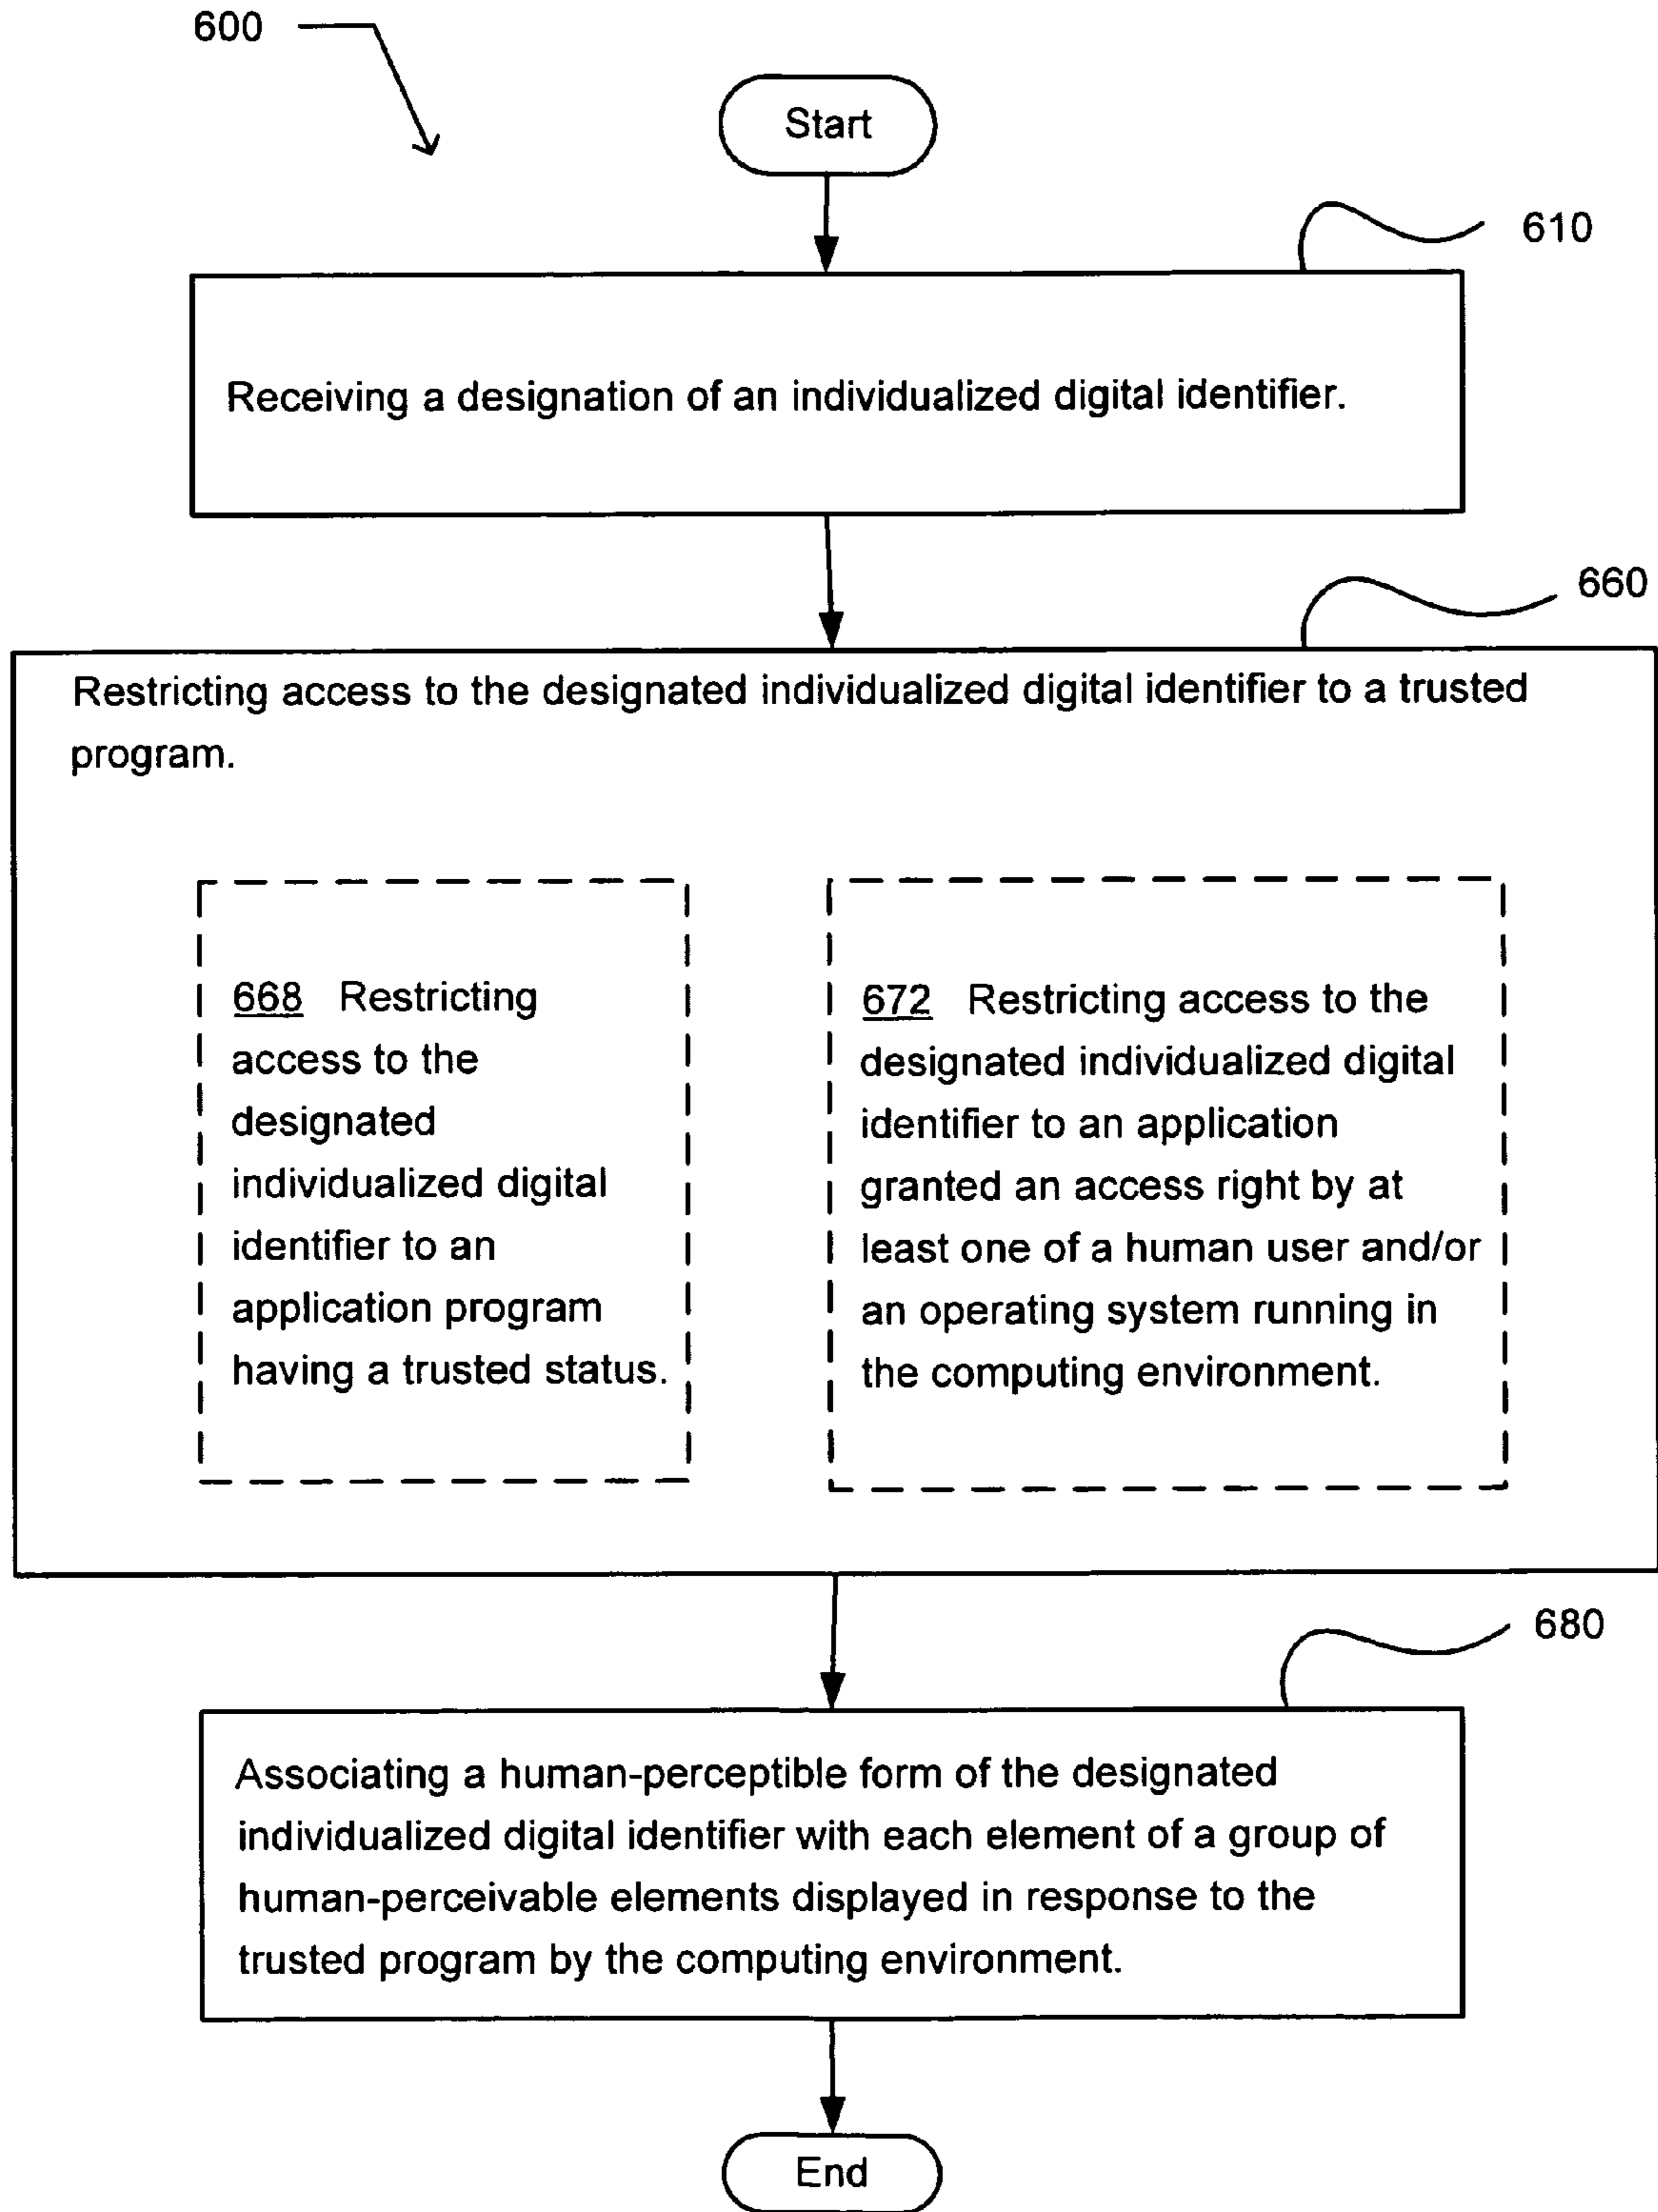 600
Start
610
Receiving a designation of an individualized digital identifier.
660
Restricting access to the designated individualized digital identifier to a trusted
program.
668 Restricting
access to the
designated
individualized digital
identifier to an
application program
having a trusted status.
672 Restricting access to the
designated individualized digital
identifier to an application
granted an access right by at
least one of a human user and/or
an operating system running in
the computing environment.
680
Associating a human-perceptible form of the designated
individualized digital identifier with each element of a group of
human-perceivable elements displayed in response to the
trusted program by the computing environment.
End